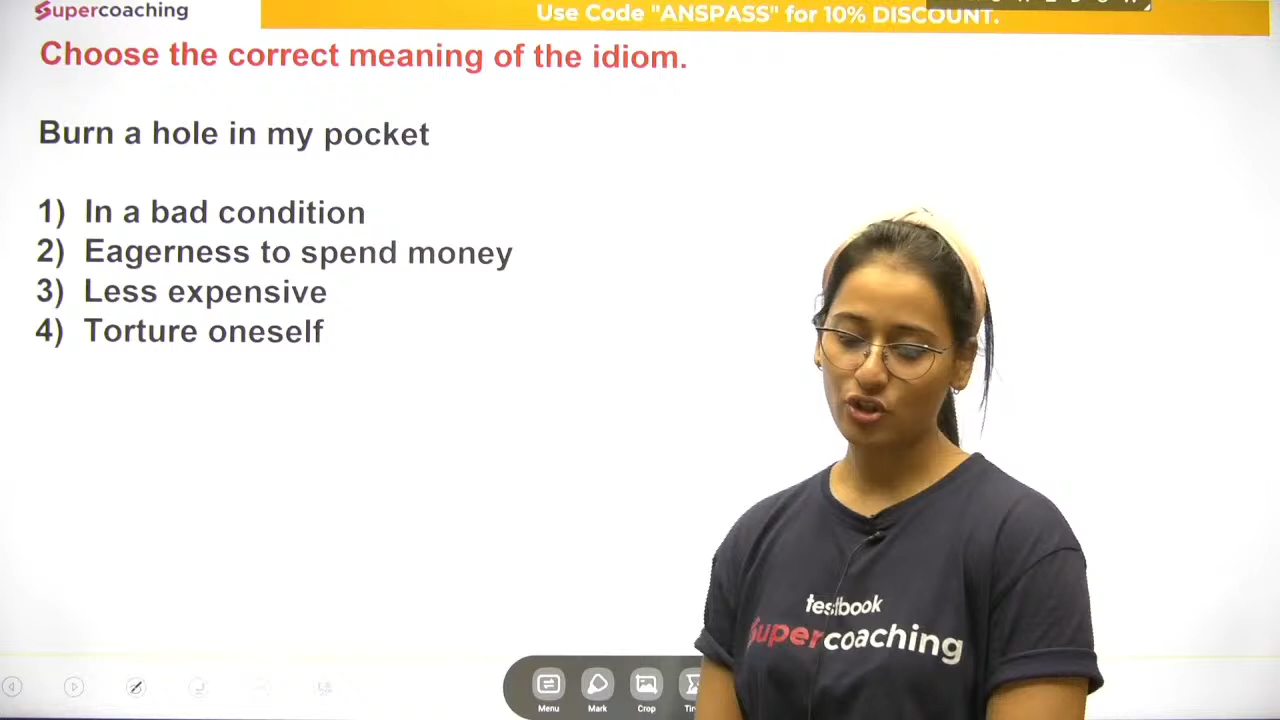 Supercoaching
Use Code "ANSPASS" for 10% DISCOUNT.
Choose the correct meaning of the idiom.
Burn a hole in my pocket
1) In a bad condition
2) Eagerness to spend money
3) Less expensive
4) Torture oneself
testbook
Supercoaching
Menu
Mark
Crop